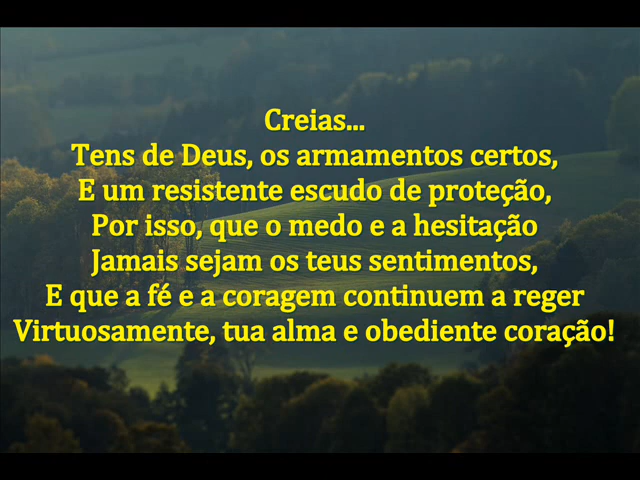 Creias...
Tens de Deus, os armamentos certos,
E um resistente escudo de proteção,
Por isso, que o medo e a hesitação
Jamais sejam os teus sentimentos,
E que a fé e a coragem continuem a reger
Virtuosamente, tua alma e obediente coração!